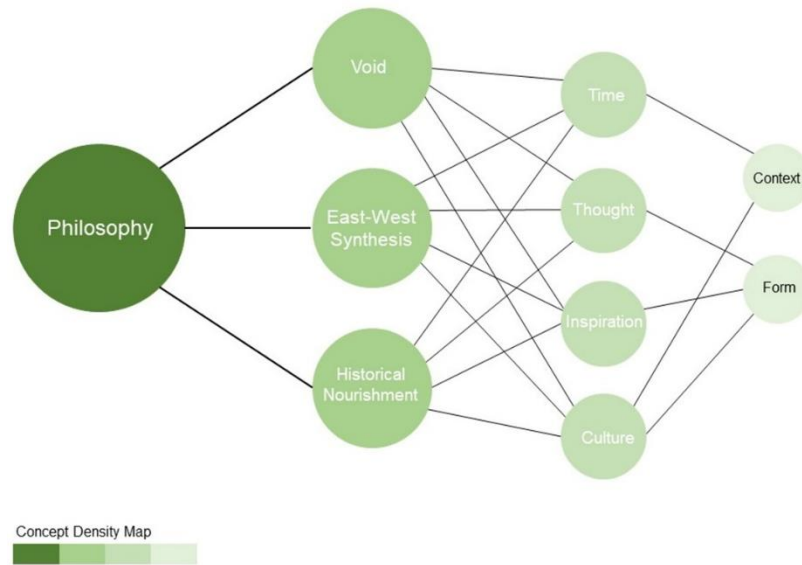 Philosophy
Void
East-West
Synthesis
Historical
Nourishment
Time
Thought
Inspiration
Culture
Context
Form
Concept Density Map